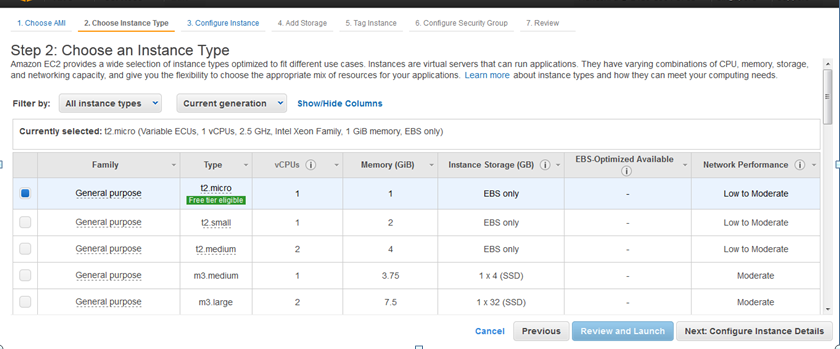 1. Choose AMI 2. Choose Instance Type 3. Configure Instance 4. Add Storage 5. Tag Instance 6. Configure Security Group 7. Review
Step 2: Choose an Instance Type
Amazon EC2 provides a wide selection of instance types optimized to fit different use cases. Instances are virtual servers that can run applications. They have varying combinations of CPU, memory, storage,
and networking capacity, and give you the flexibility to choose the appropriate mix of resources for your applications. Learn more about instance types and how they can meet your computing needs.
Filter by: All instance types Current generation Show/Hide Columns
Currently selected: t2.micro (Variable ECUs, 1 vCPUs, 2.5 GHz, Intel Xeon Family, 1 GiB memory, EBS only)
Family Type vCPUs Memory (GiB) Instance Storage (GB) EBS-Optimized Available Network Performance
General purpose t2.micro 1 1 EBS only - Low to Moderate
Free tier eligible
General purpose t2.small 1 2 EBS only - Low to Moderate
General purpose t2.medium 2 4 EBS only - Low to Moderate
General purpose m3.medium 1 3.75 1 x 4 (SSD) - Moderate
General purpose m3.large 2 7.5 1 x 32 (SSD) - Moderate
Cancel Previous Review and Launch Next: Configure Instance Details